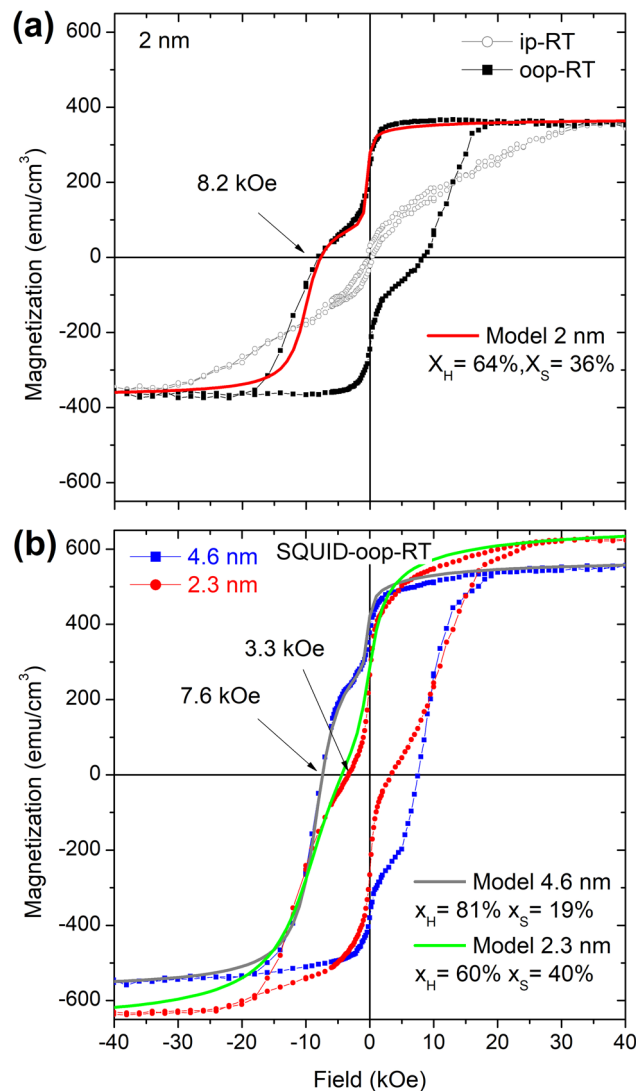 (a)
2 nm
ip-RT
oop-RT
8.2 kOe
Model 2 nm
X_H = 64%,X_S = 36%
Magnetization (emu/cm³)
600
400
200
0
-200
-400
-600
(b)
4.6 nm
SQUID-oop-RT
2.3 nm
3.3 kOe
7.6 kOe
Model 4.6 nm
x_H= 81% x_S= 19%
Model 2.3 nm
x_H= 60% x_S= 40%
Magnetization (emu/cm³)
600
400
200
0
-200
-400
-600
-40 -30 -20 -10 0 10 20 30 40
Field (kOe)